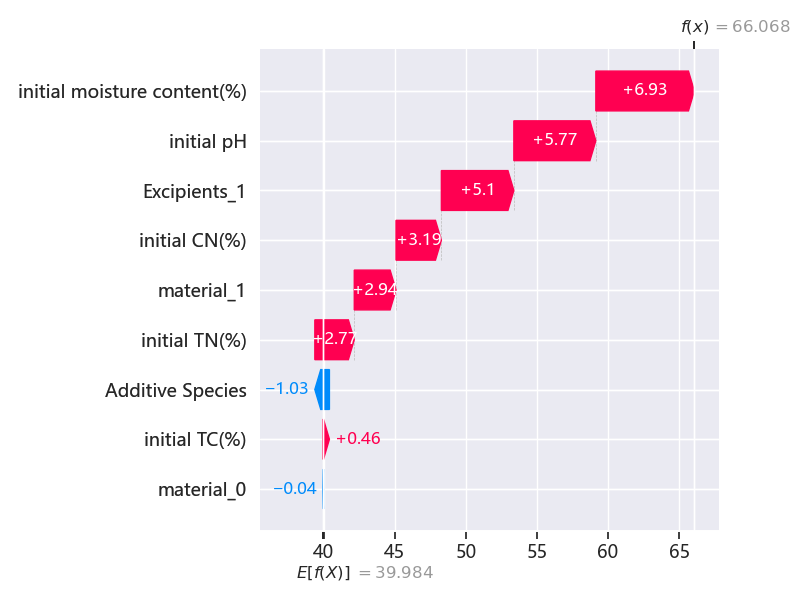 f(x) = 66.068
initial moisture content(%) +6.93
initial pH +5.77
Excipients_1 +5.1
initial CN(%) +3.19
material_1 +2.94
initial TN(%) +2.77
Additive Species −1.03
initial TC(%) +0.46
material_0 −0.04
40 45 50 55 60 65
E[f(X)] = 39.984